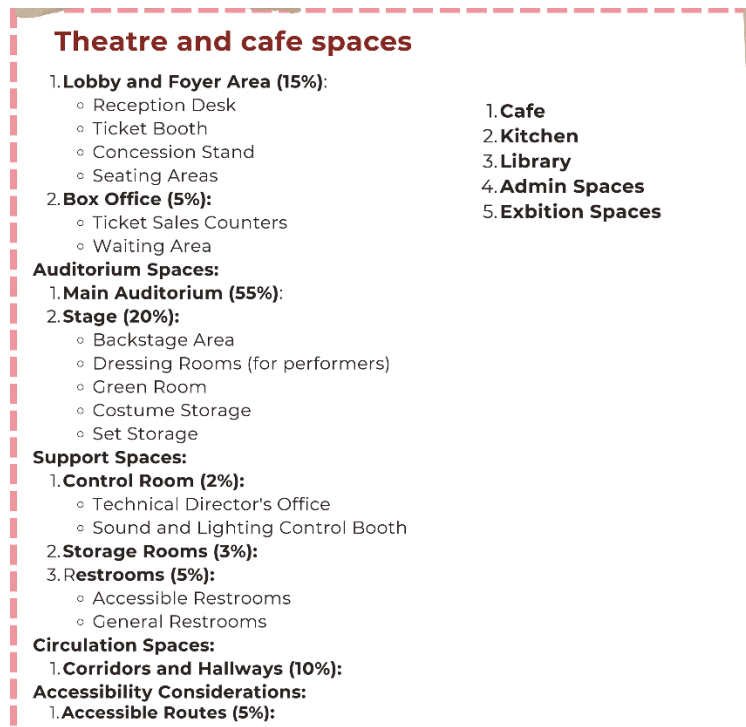 Theatre and cafe spaces
1. Lobby and Foyer Area (15%):
◦ Reception Desk
◦ Ticket Booth
◦ Concession Stand
◦ Seating Areas
2. Box Office (5%):
◦ Ticket Sales Counters
◦ Waiting Area
Auditorium Spaces:
1. Main Auditorium (55%):
2. Stage (20%):
◦ Backstage Area
◦ Dressing Rooms (for performers)
◦ Green Room
◦ Costume Storage
◦ Set Storage
Support Spaces:
1. Control Room (2%):
◦ Technical Director's Office
◦ Sound and Lighting Control Booth
2. Storage Rooms (3%):
3. Restrooms (5%):
◦ Accessible Restrooms
◦ General Restrooms
Circulation Spaces:
1. Corridors and Hallways (10%):
Accessibility Considerations:
1. Accessible Routes (5%):
1. Cafe
2. Kitchen
3. Library
4. Admin Spaces
5. Exbition Spaces